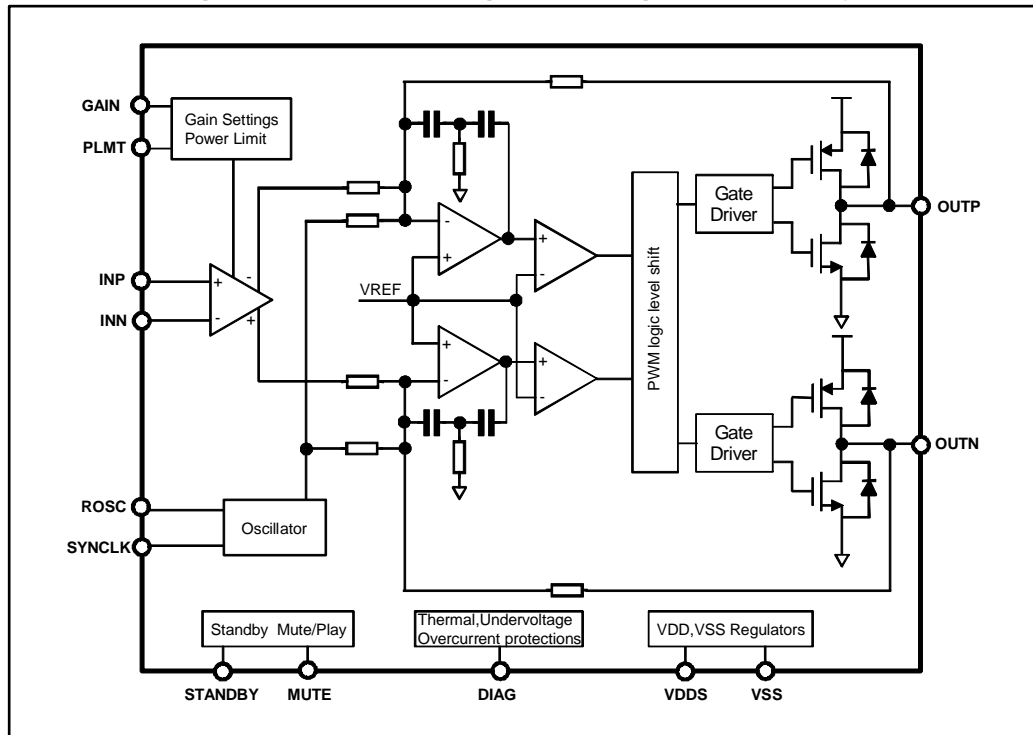 GAIN
PLMT
Gain Settings
Power Limit
INP
INN
+
-
-
+
-
+
VREF
+
-
+
-
+
-
PWM logic level shift
Gate
Driver
OUTP
Gate
Driver
OUTN
ROSC
SYNCLK
Oscillator
Standby Mute/Play
Thermal,Undervoltage
Overcurrent protections
VDD,VSS Regulators
STANDBY
MUTE
DIAG
VDDS
VSS